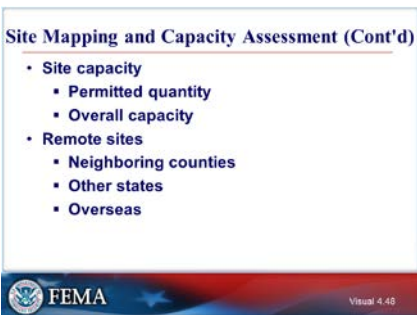 Site Mapping and Capacity Assessment (Cont'd)
• Site capacity
▪ Permitted quantity
▪ Overall capacity
• Remote sites
▪ Neighboring counties
▪ Other states
▪ Overseas
FEMA
Visual 4.48